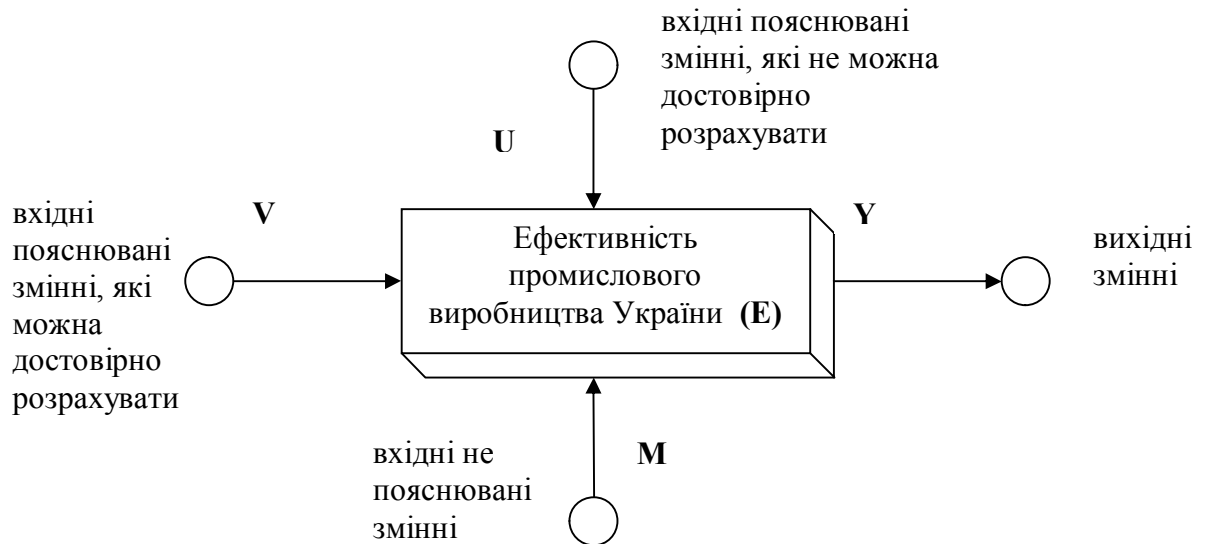 вхідні пояснювані
змінні, які не можна
достовірно
розрахувати
U
вхідні
пояснювані
змінні, які
можна
достовірно
розрахувати
V
Ефективність
промислового
виробництва України (E)
Y
вихідні
змінні
вхідні не
пояснювані
змінні
M